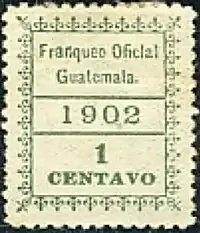 Franqueo Oficial
Guatemala.
1902
1
CENTAVO